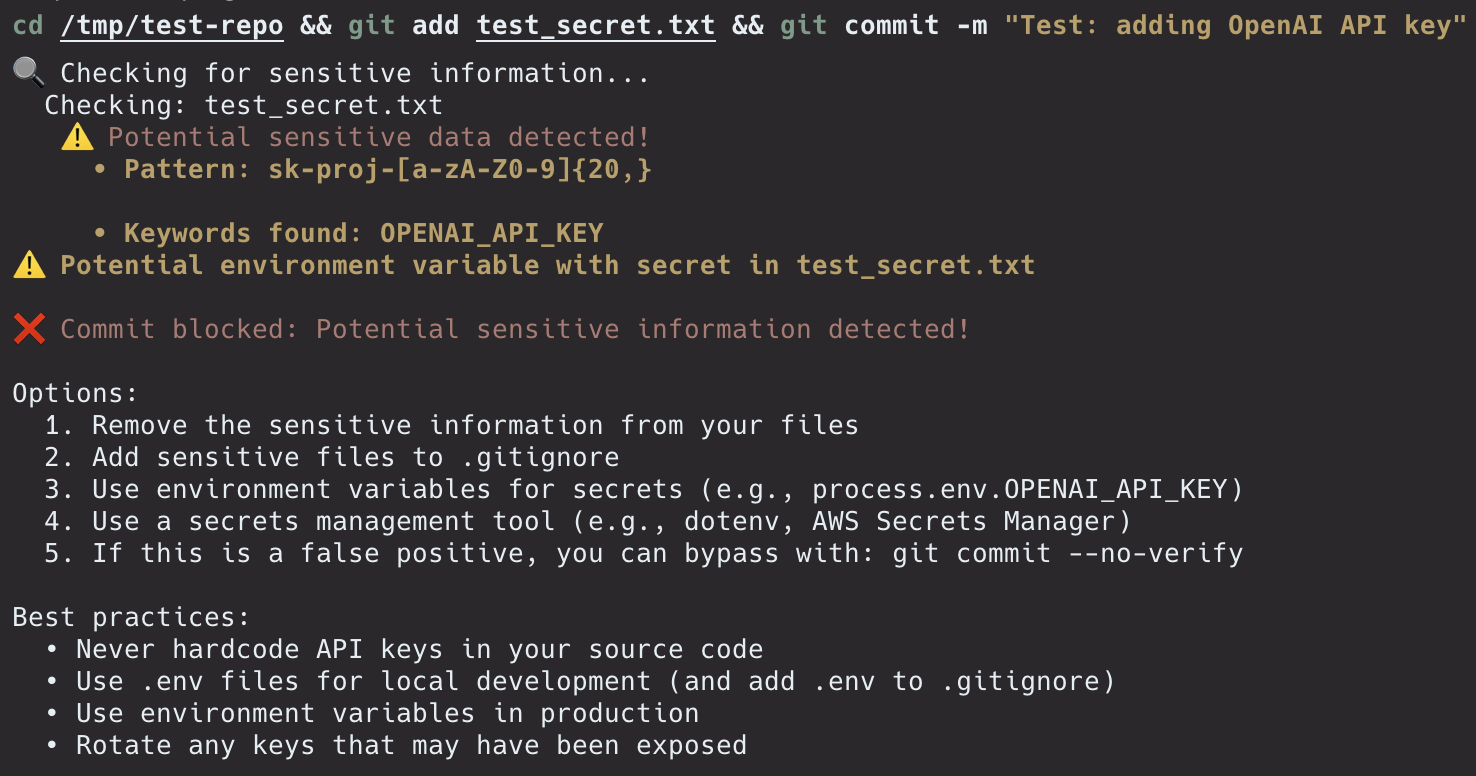 cd /tmp/test-repo && git add test_secret.txt && git commit -m "Test: adding OpenAI API key"
🔍 Checking for sensitive information...
Checking: test_secret.txt
⚠️ Potential sensitive data detected!
• Pattern: sk-proj-[a-zA-Z0-9]{20,}
• Keywords found: OPENAI_API_KEY
⚠️ Potential environment variable with secret in test_secret.txt
❌ Commit blocked: Potential sensitive information detected!
Options:
1. Remove the sensitive information from your files
2. Add sensitive files to .gitignore
3. Use environment variables for secrets (e.g., process.env.OPENAI_API_KEY)
4. Use a secrets management tool (e.g., dotenv, AWS Secrets Manager)
5. If this is a false positive, you can bypass with: git commit --no-verify
Best practices:
• Never hardcode API keys in your source code
• Use .env files for local development (and add .env to .gitignore)
• Use environment variables in production
• Rotate any keys that may have been exposed